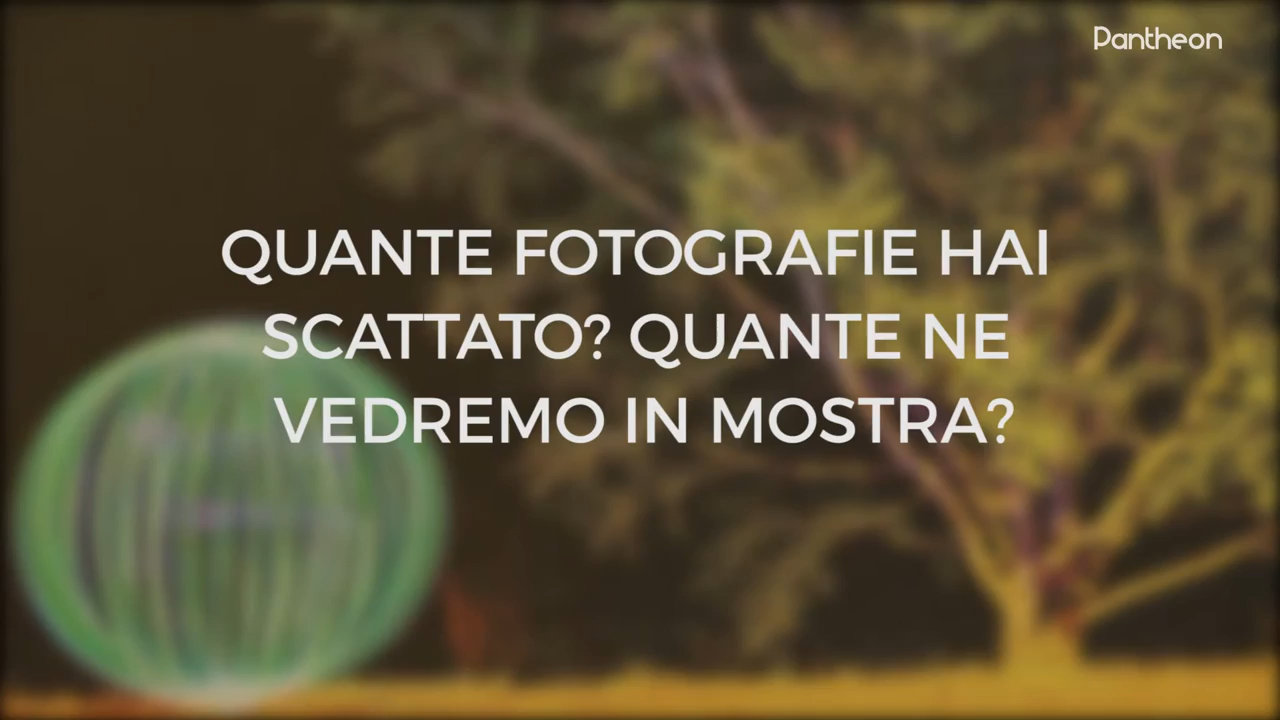 Pantheon
QUANTE FOTOGRAFIE HAI
SCATTATO? QUANTE NE
VEDREMO IN MOSTRA?